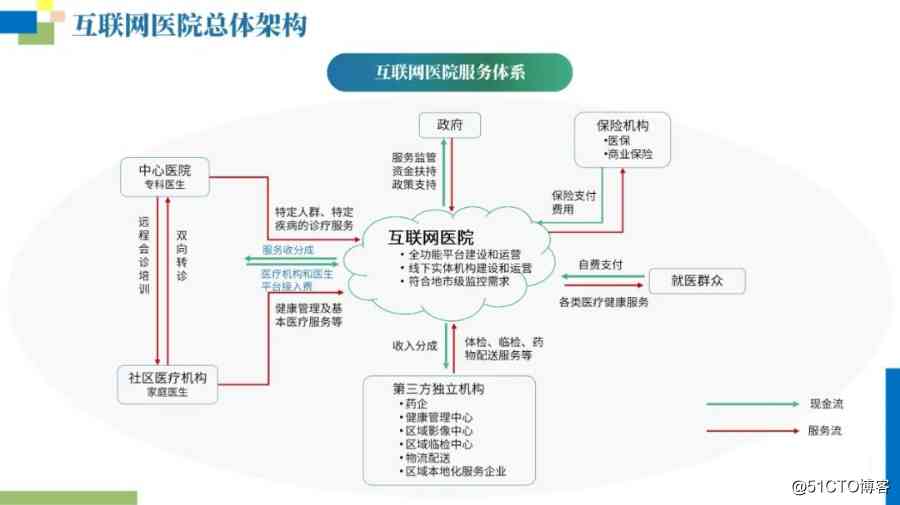 互联网医院总体架构
互联网医院服务体系
政府
服务监管
资金扶持
政策支持
保险机构
•医保
•商业保险
保险支付
费用
中心医院
专科医生
远程会诊培训
双向转诊
特定人群、特定
疾病的诊疗服务
服务收分成
医疗机构和医生
平台接入费
健康管理及基
本医疗服务等
社区医疗机构
家庭医生
互联网医院
• 全功能平台建设和运营
• 线下实体机构建设和运营
• 符合地市级监控需求
自费支付
各类医疗健康服务
就医群众
收入分成
体检、临检、药
物配送服务等
第三方独立机构
• 药企
• 健康管理中心
• 区域影像中心
• 区域临检中心
• 物流配送
• 区域本地化服务企业
现金流
服务流
@51CTO博客